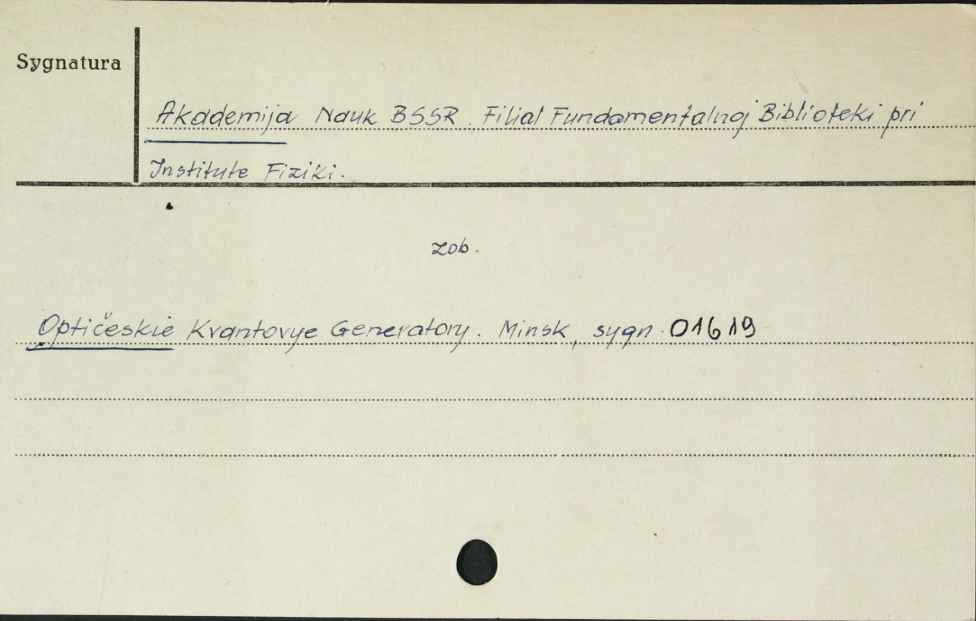 Sygnatura
Akademija Nauk BSSR. Filial Fundamentalnoj Biblioteki pri
Institute Fiziki.
zob.
Optičeskie Kvantovye Generatory. Minsk, sygn. 01619